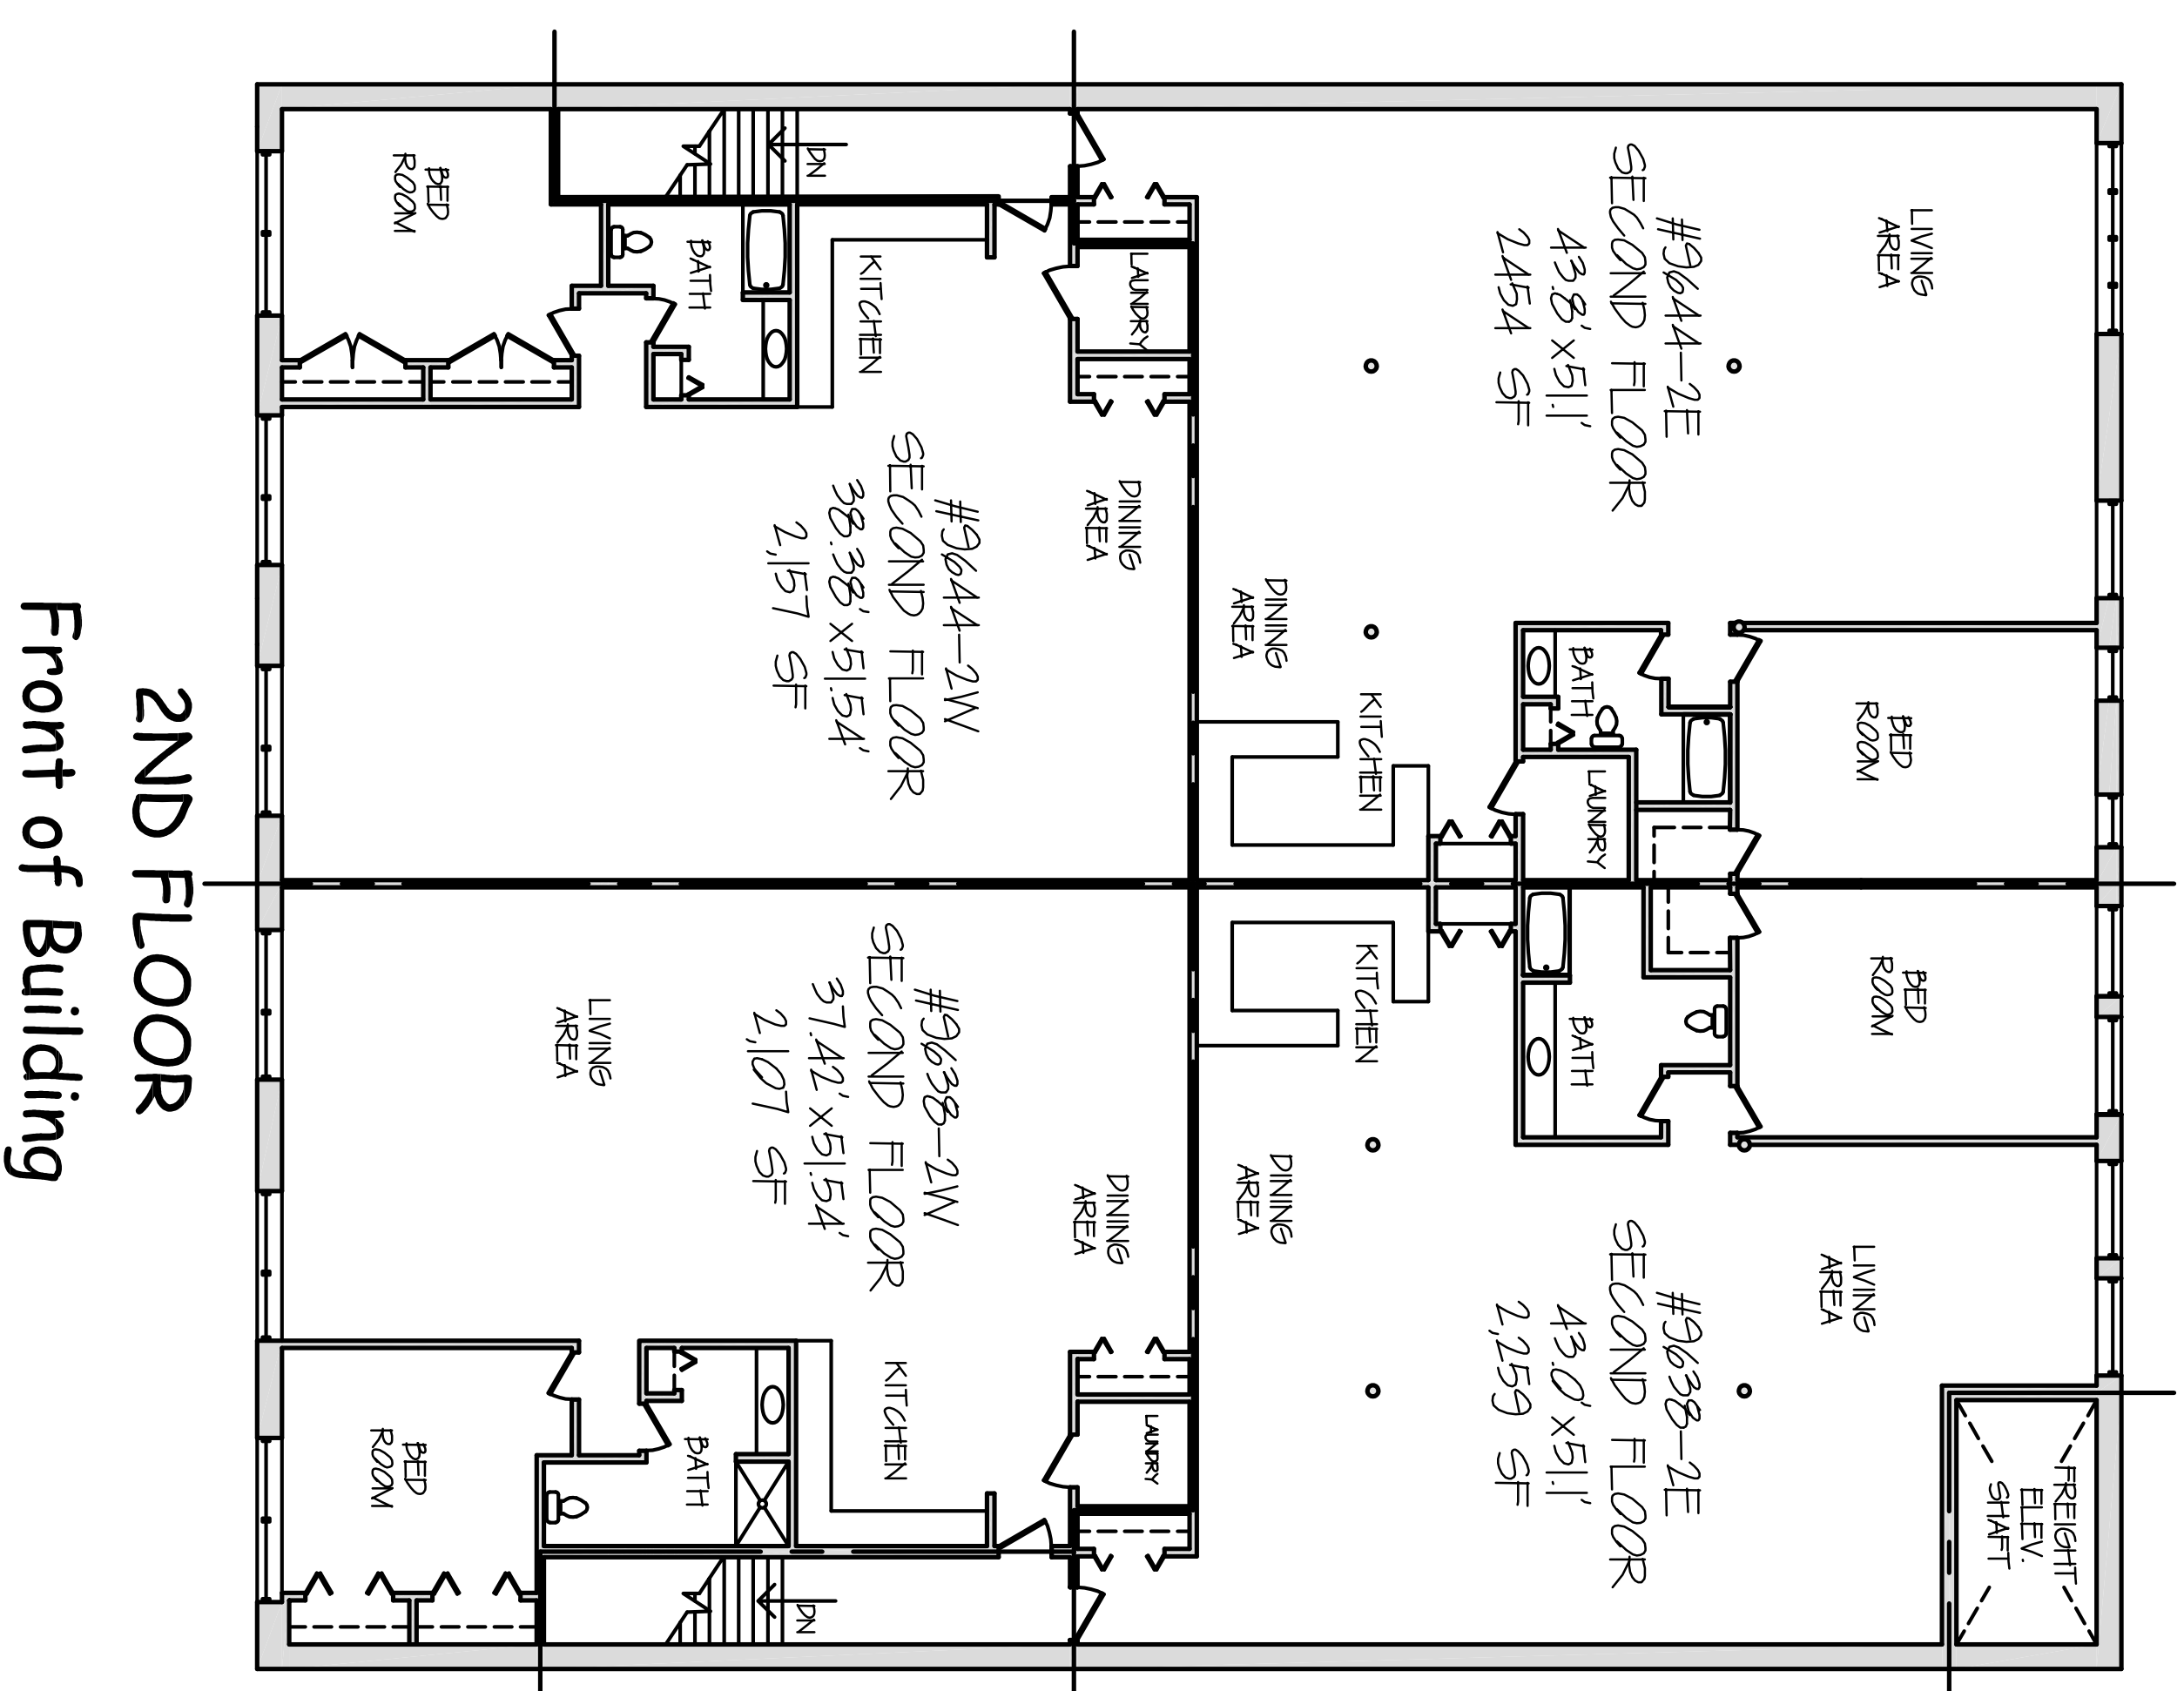 LIVING
AREA
BED
ROOM
BED
ROOM
LIVING
AREA
FREIGHT
ELEV.
SHAFT
#9644-2E
SECOND FLOOR
43.8' x51.1'
2454 SF
BATH
LAUNDRY
BATH
#9638-2E
SECOND FLOOR
43.0' x51.1'
2,259 SF
KITCHEN
KITCHEN
DINING
AREA
DINING
AREA
LAUNDRY
DINING
AREA
DINING
AREA
LAUNDRY
#9644-2W
SECOND FLOOR
38.38'x51.54'
2,157 SF
#9638-2W
SECOND FLOOR
37.42'x51.54'
2,107 SF
KITCHEN
KITCHEN
DN
DN
BATH
BATH
LIVING
AREA
BED
ROOM
BED
ROOM
2ND FLOOR
Front of Building